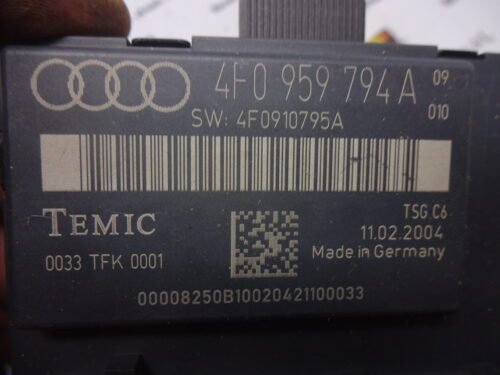 4F0 959 794 A 09
010
SW: 4F0910795A
TEMIC
TSG C6
11.02.2004
0033 TFK 0001
Made in Germany
00008250B10020421100033